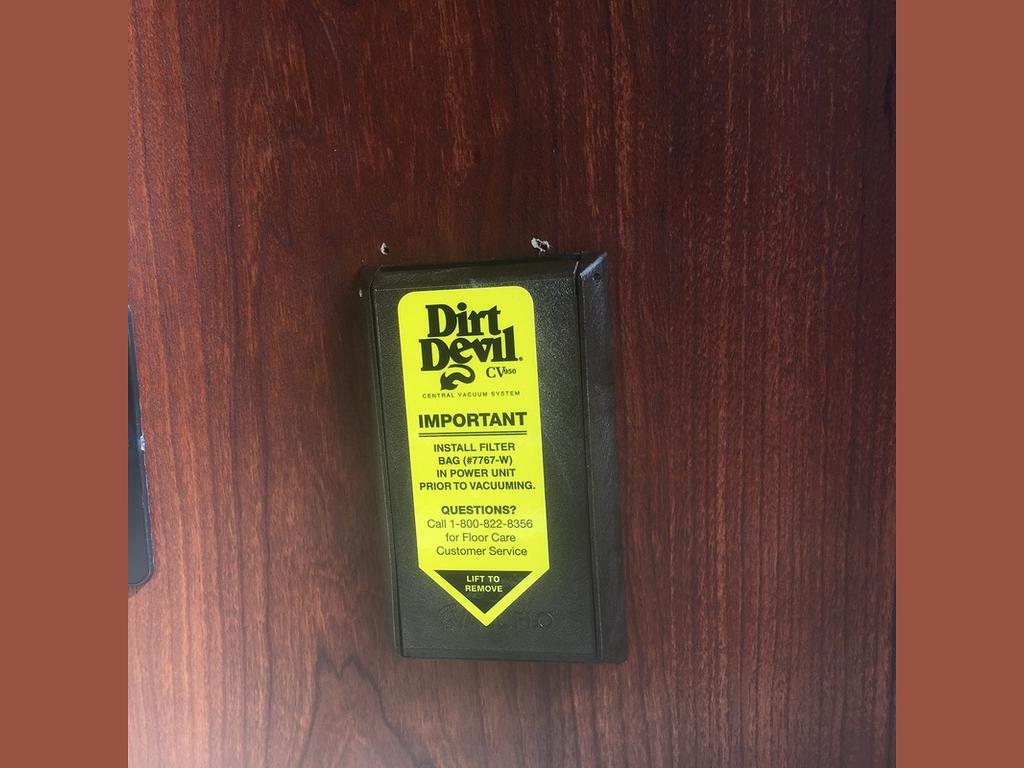 Dirt
Devil®
CV950
CENTRAL VACUUM SYSTEM
IMPORTANT
INSTALL FILTER
BAG (#7767-W)
IN POWER UNIT
PRIOR TO VACUUMING.
QUESTIONS?
Call 1-800-822-8356
for Floor Care
Customer Service
LIFT TO
REMOVE